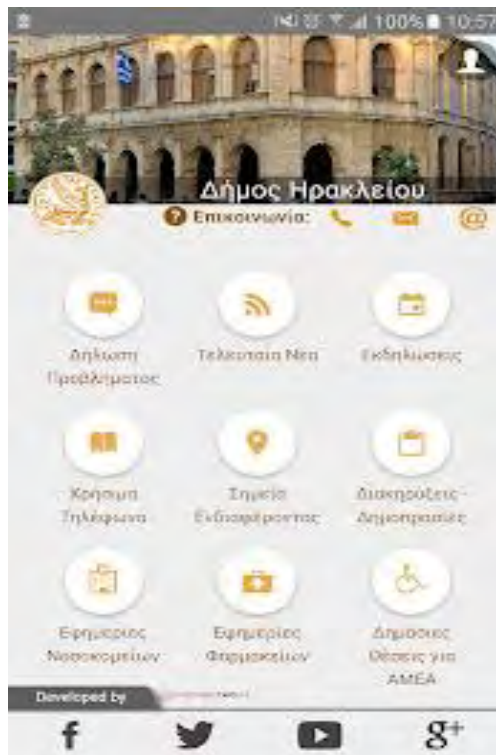 100% 10:57
Δήμος Ηρακλείου
? Επικοινωνία: @
Δήλωση Προβλήματος
Τελευταία Νέα
Εκδηλώσεις
Χρήσιμα Τηλέφωνα
Σημεία Ενδιαφέροντος
Διακηρύξεις - Δημοπρασίες
Εφημερίες Νοσοκομείων
Εφημερίες Φαρμακείων
Δημόσιες Θέσεις για ΑΜΕΑ
Developed by
f g+